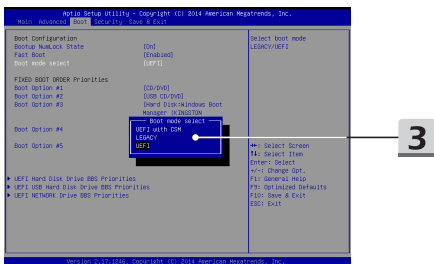 Aptio Setup Utility – Copyright (C) 2014 American Megatrends, Inc.
Main Advanced Boot Security Save & Exit
Boot Configuration
Bootup NumLock State [On]
Fast Boot [Enabled]
Boot mode select [UEFI]
FIXED BOOT ORDER Priorities
Boot Option #1 [CD/DVD]
Boot Option #2 [USB CD/DVD]
Boot Option #3 [Hard Disk:Windows Boot
Manager (KINGSTON
Boot mode select
Boot Option #4 UEFI with CSM
LEGACY
Boot Option #5 UEFI
▶ UEFI Hard Disk Drive BBS Priorities
▶ UEFI USB Hard Disk Drive BBS Priorities
▶ UEFI NETWORK Drive BBS Priorities
Select boot mode
LEGACY/UEFI
→←: Select Screen
↑↓: Select Item
Enter: Select
+/-: Change Opt.
F1: General Help
F9: Optimized Defaults
F10: Save & Exit
ESC: Exit
Version 2.17.1246. Copyright (C) 2014 American Megatrends, Inc.
3